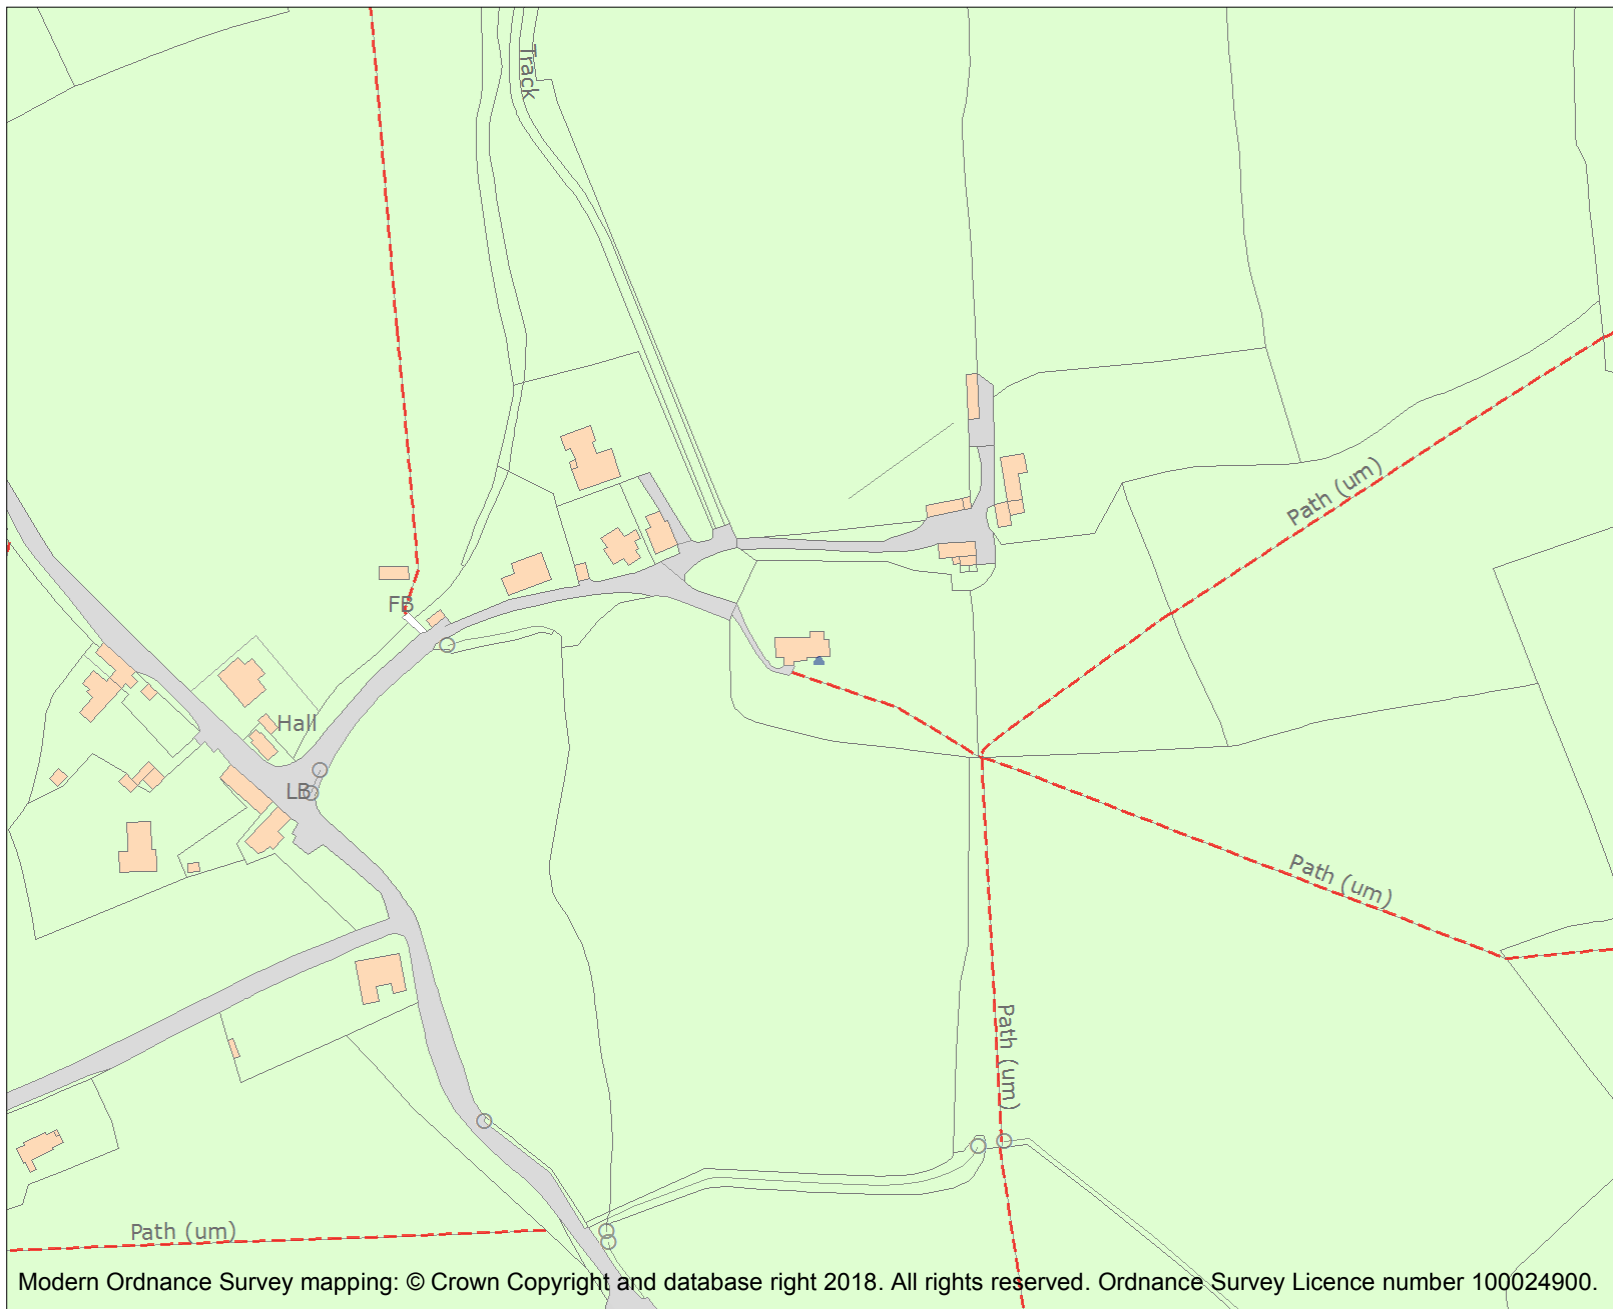 Track
Path (um)
FB
Hall
LB
Path (um)
Path (um)
Path (um)
Modern Ordnance Survey mapping: © Crown Copyright and database right 2018. All rights reserved. Ordnance Survey Licence number 100024900.